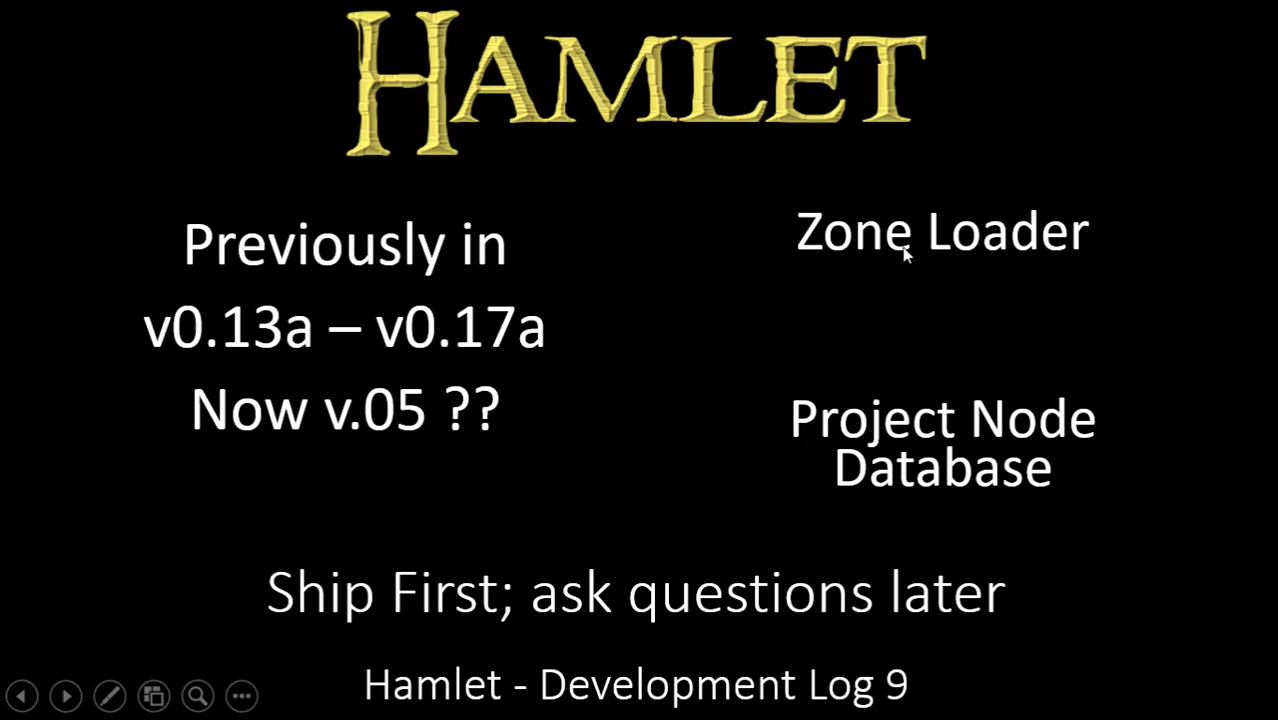 HAMLET
Previously in
v0.13a – v0.17a
Now v.05 ??
Zone Loader
Project Node
Database
Ship First; ask questions later
Hamlet - Development Log 9